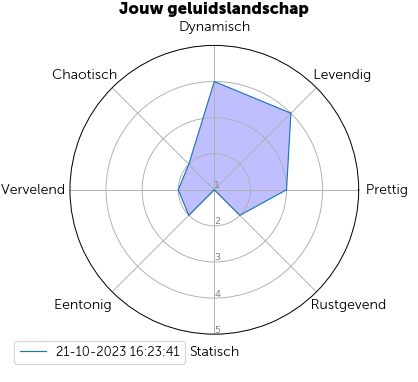 Jouw geluidslandschap
Dynamisch
Chaotisch
Levendig
Vervelend
1
Prettig
2
3
4
5
Eentonig
Rustgevend
21-10-2023 16:23:41
Statisch